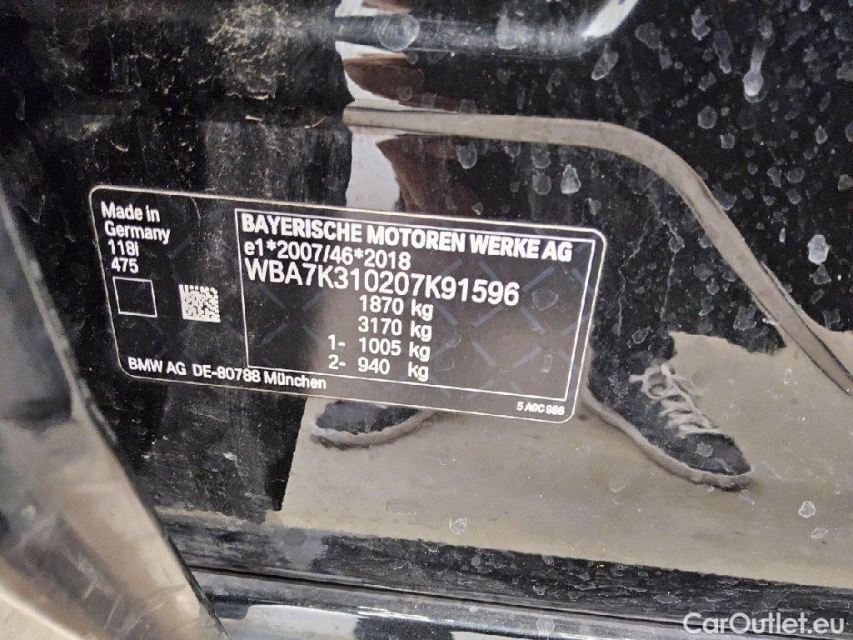 Made in
Germany
118i
475
BAYERISCHE MOTOREN WERKE AG
e1*2007/46*2018
WBA7K310207K91596
1870 kg
3170 kg
1- 1005 kg
2- 940 kg
BMW AG DE-80788 München
5 A0C 986
CarOutlet.eu